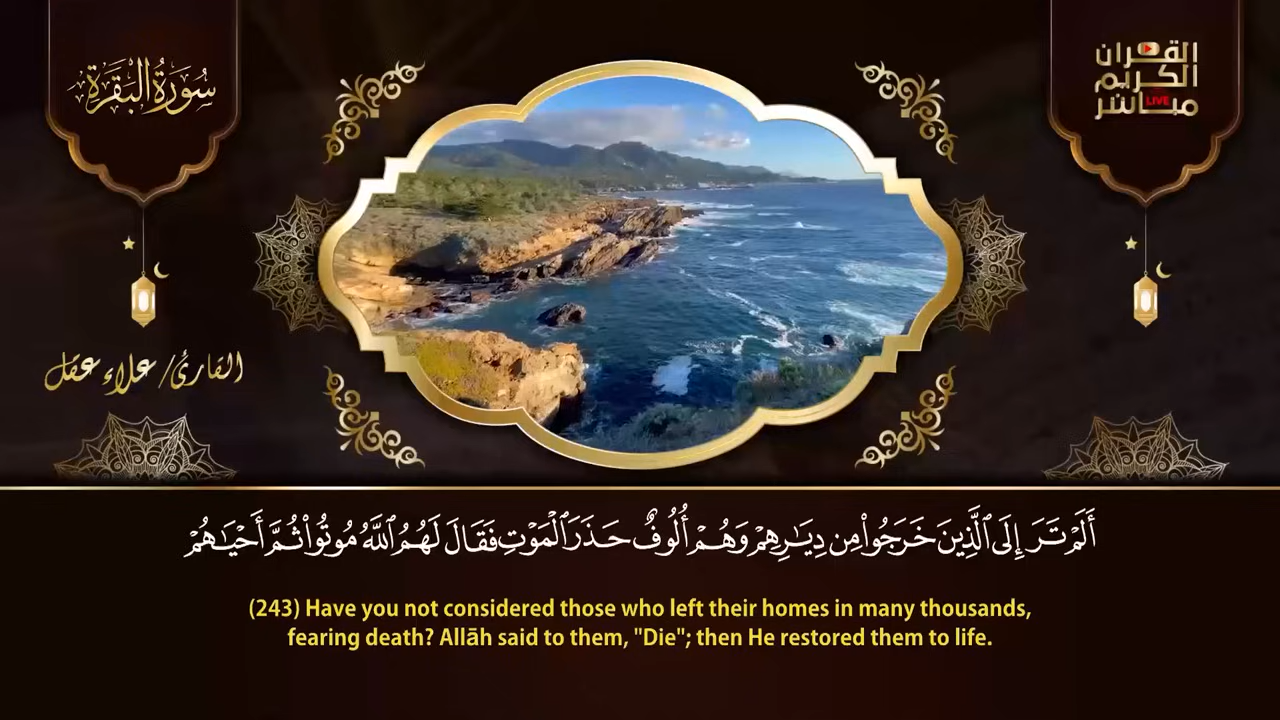 سُورَةُ البَقَرَةِ
القرآن
الكريم
مباشر
LIVE
القارئ/ علاء عقل
أَلَمْ تَرَ إِلَى ٱلَّذِينَ خَرَجُوا۟ مِن دِيَـٰرِهِمْ وَهُمْ أُلُوفٌ حَذَرَ ٱلْمَوْتِ فَقَالَ لَهُمُ ٱللَّهُ مُوتُوا۟ ثُمَّ أَحْيَـٰهُمْ
(243) Have you not considered those who left their homes in many thousands,
fearing death? Allāh said to them, "Die"; then He restored them to life.